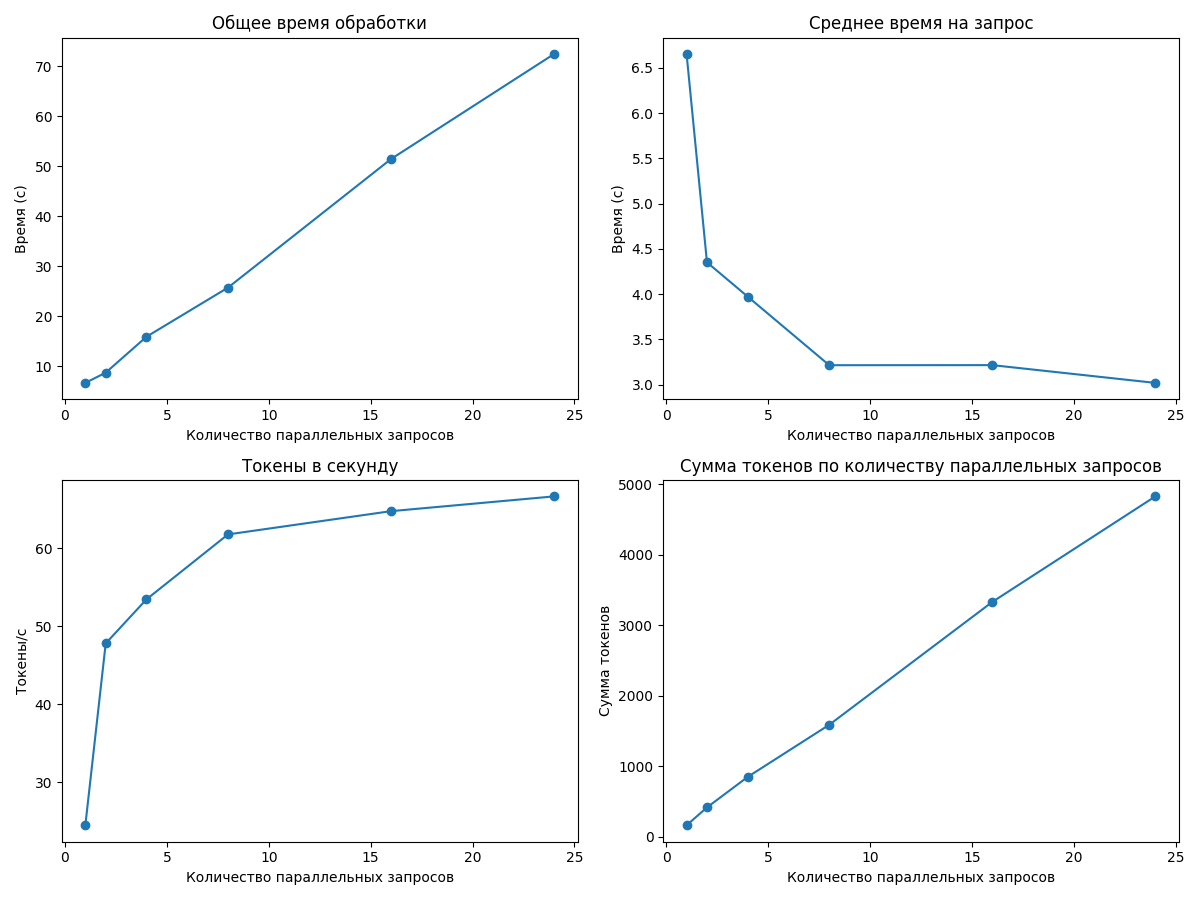 Общее время обработки
Время (с)
70
60
50
40
30
20
10
0 5 10 15 20 25
Количество параллельных запросов
Среднее время на запрос
Время (с)
6.5
6.0
5.5
5.0
4.5
4.0
3.5
3.0
0 5 10 15 20 25
Количество параллельных запросов
Токены в секунду
Токены/с
60
50
40
30
0 5 10 15 20 25
Количество параллельных запросов
Сумма токенов по количеству параллельных запросов
Сумма токенов
5000
4000
3000
2000
1000
0
0 5 10 15 20 25
Количество параллельных запросов